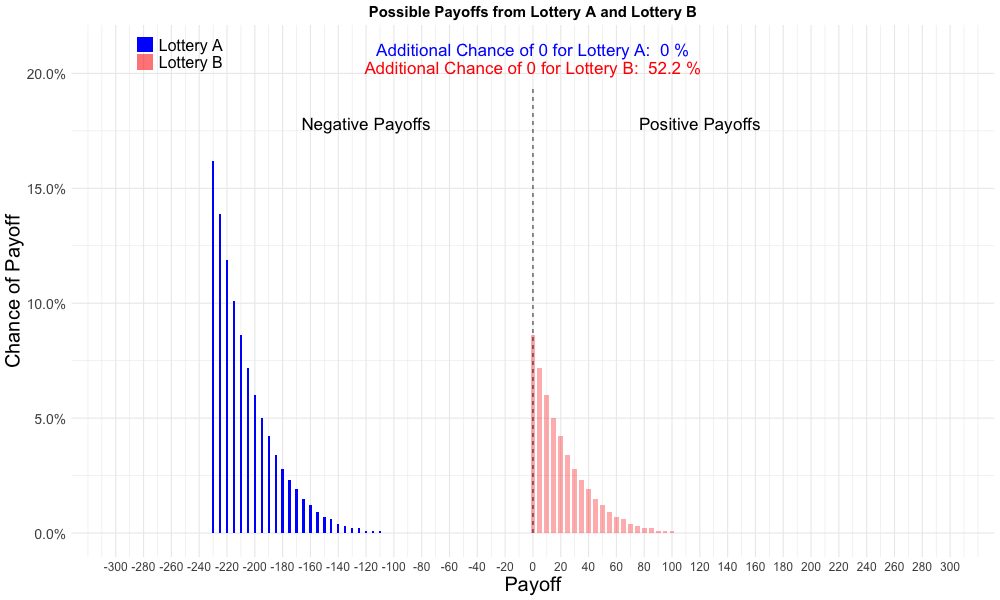 Possible Payoffs from Lottery A and Lottery B
Lottery A
Lottery B
Additional Chance of 0 for Lottery A:  0 %
Additional Chance of 0 for Lottery B:  52.2 %
Negative Payoffs
Positive Payoffs
Chance of Payoff
20.0%
15.0%
10.0%
5.0%
0.0%
-300 -280 -260 -240 -220 -200 -180 -160 -140 -120 -100 -80 -60 -40 -20 0 20 40 60 80 100 120 140 160 180 200 220 240 260 280 300
Payoff